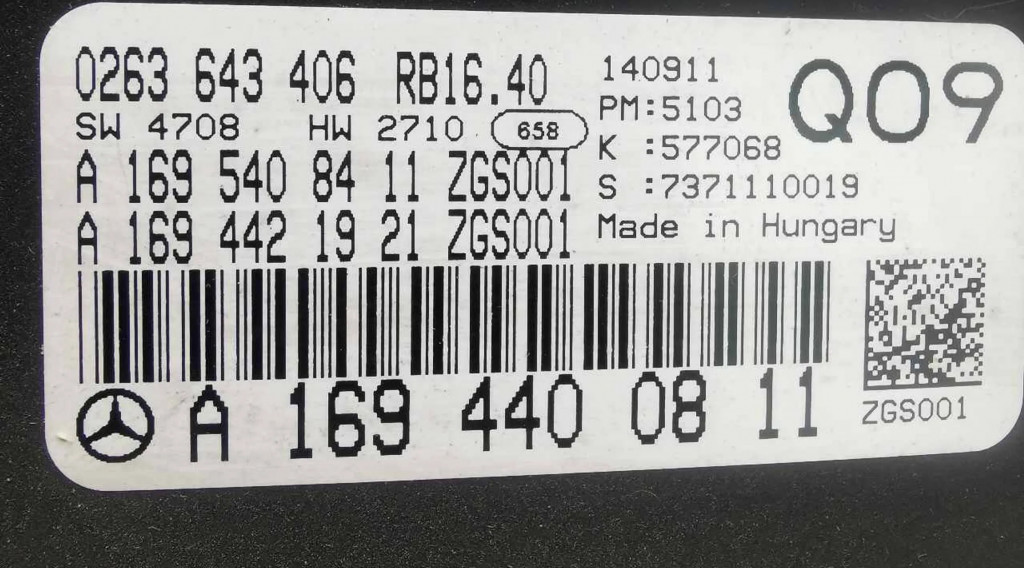 0263 643 406 RB16.40
SW 4708 HW 2710 658
A 169 540 84 11 ZGS001
A 169 442 19 21 ZGS001
140911
PM:5103
K :577068
S :7371110019
Made in Hungary
Q09
A 169 440 08 11
ZGS001